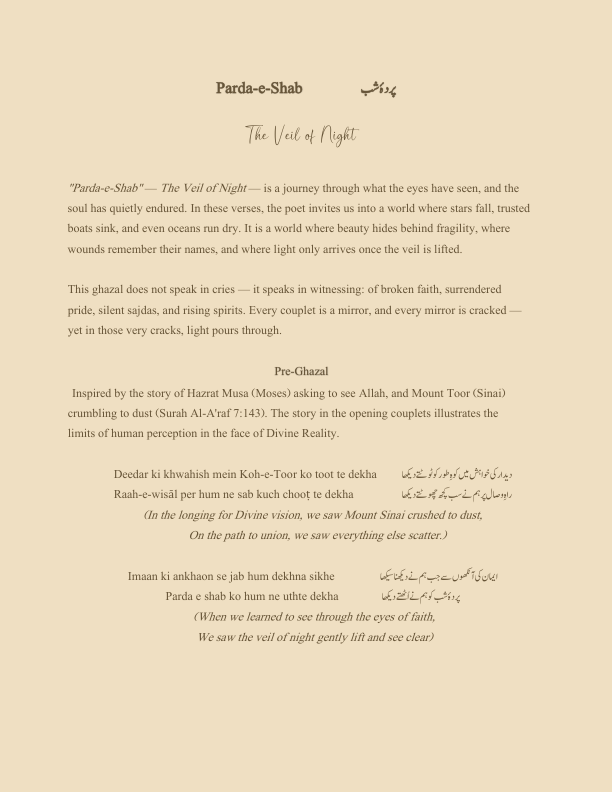 Parda-e-Shab پردۂ شب
The Veil of Night
"Parda-e-Shab" — The Veil of Night — is a journey through what the eyes have seen, and the
soul has quietly endured. In these verses, the poet invites us into a world where stars fall, trusted
boats sink, and even oceans run dry. It is a world where beauty hides behind fragility, where
wounds remember their names, and where light only arrives once the veil is lifted.
This ghazal does not speak in cries — it speaks in witnessing: of broken faith, surrendered
pride, silent sajdas, and rising spirits. Every couplet is a mirror, and every mirror is cracked —
yet in those very cracks, light pours through.
Pre-Ghazal
Inspired by the story of Hazrat Musa (Moses) asking to see Allah, and Mount Toor (Sinai)
crumbling to dust (Surah Al-A'raf 7:143). The story in the opening couplets illustrates the
limits of human perception in the face of Divine Reality.
Deedar ki khwahish mein Koh-e-Toor ko toot te dekha دیدار کی خواہش میں کوہِ طور کو ٹوٹتے دیکھا
Raah-e-wisāl per hum ne sab kuch chooṭ te dekha راہِ وصال پر ہم نے سب کچھ چھوٹتے دیکھا
(In the longing for Divine vision, we saw Mount Sinai crushed to dust,
On the path to union, we saw everything else scatter.)
Imaan ki ankhaon se jab hum dekhna sikhe ایمان کی آنکھوں سے جب ہم نے دیکھنا سیکھا
Parda e shab ko hum ne uthte dekha پردۂ شب کو ہم نے اُٹھتے دیکھا
(When we learned to see through the eyes of faith,
We saw the veil of night gently lift and see clear)